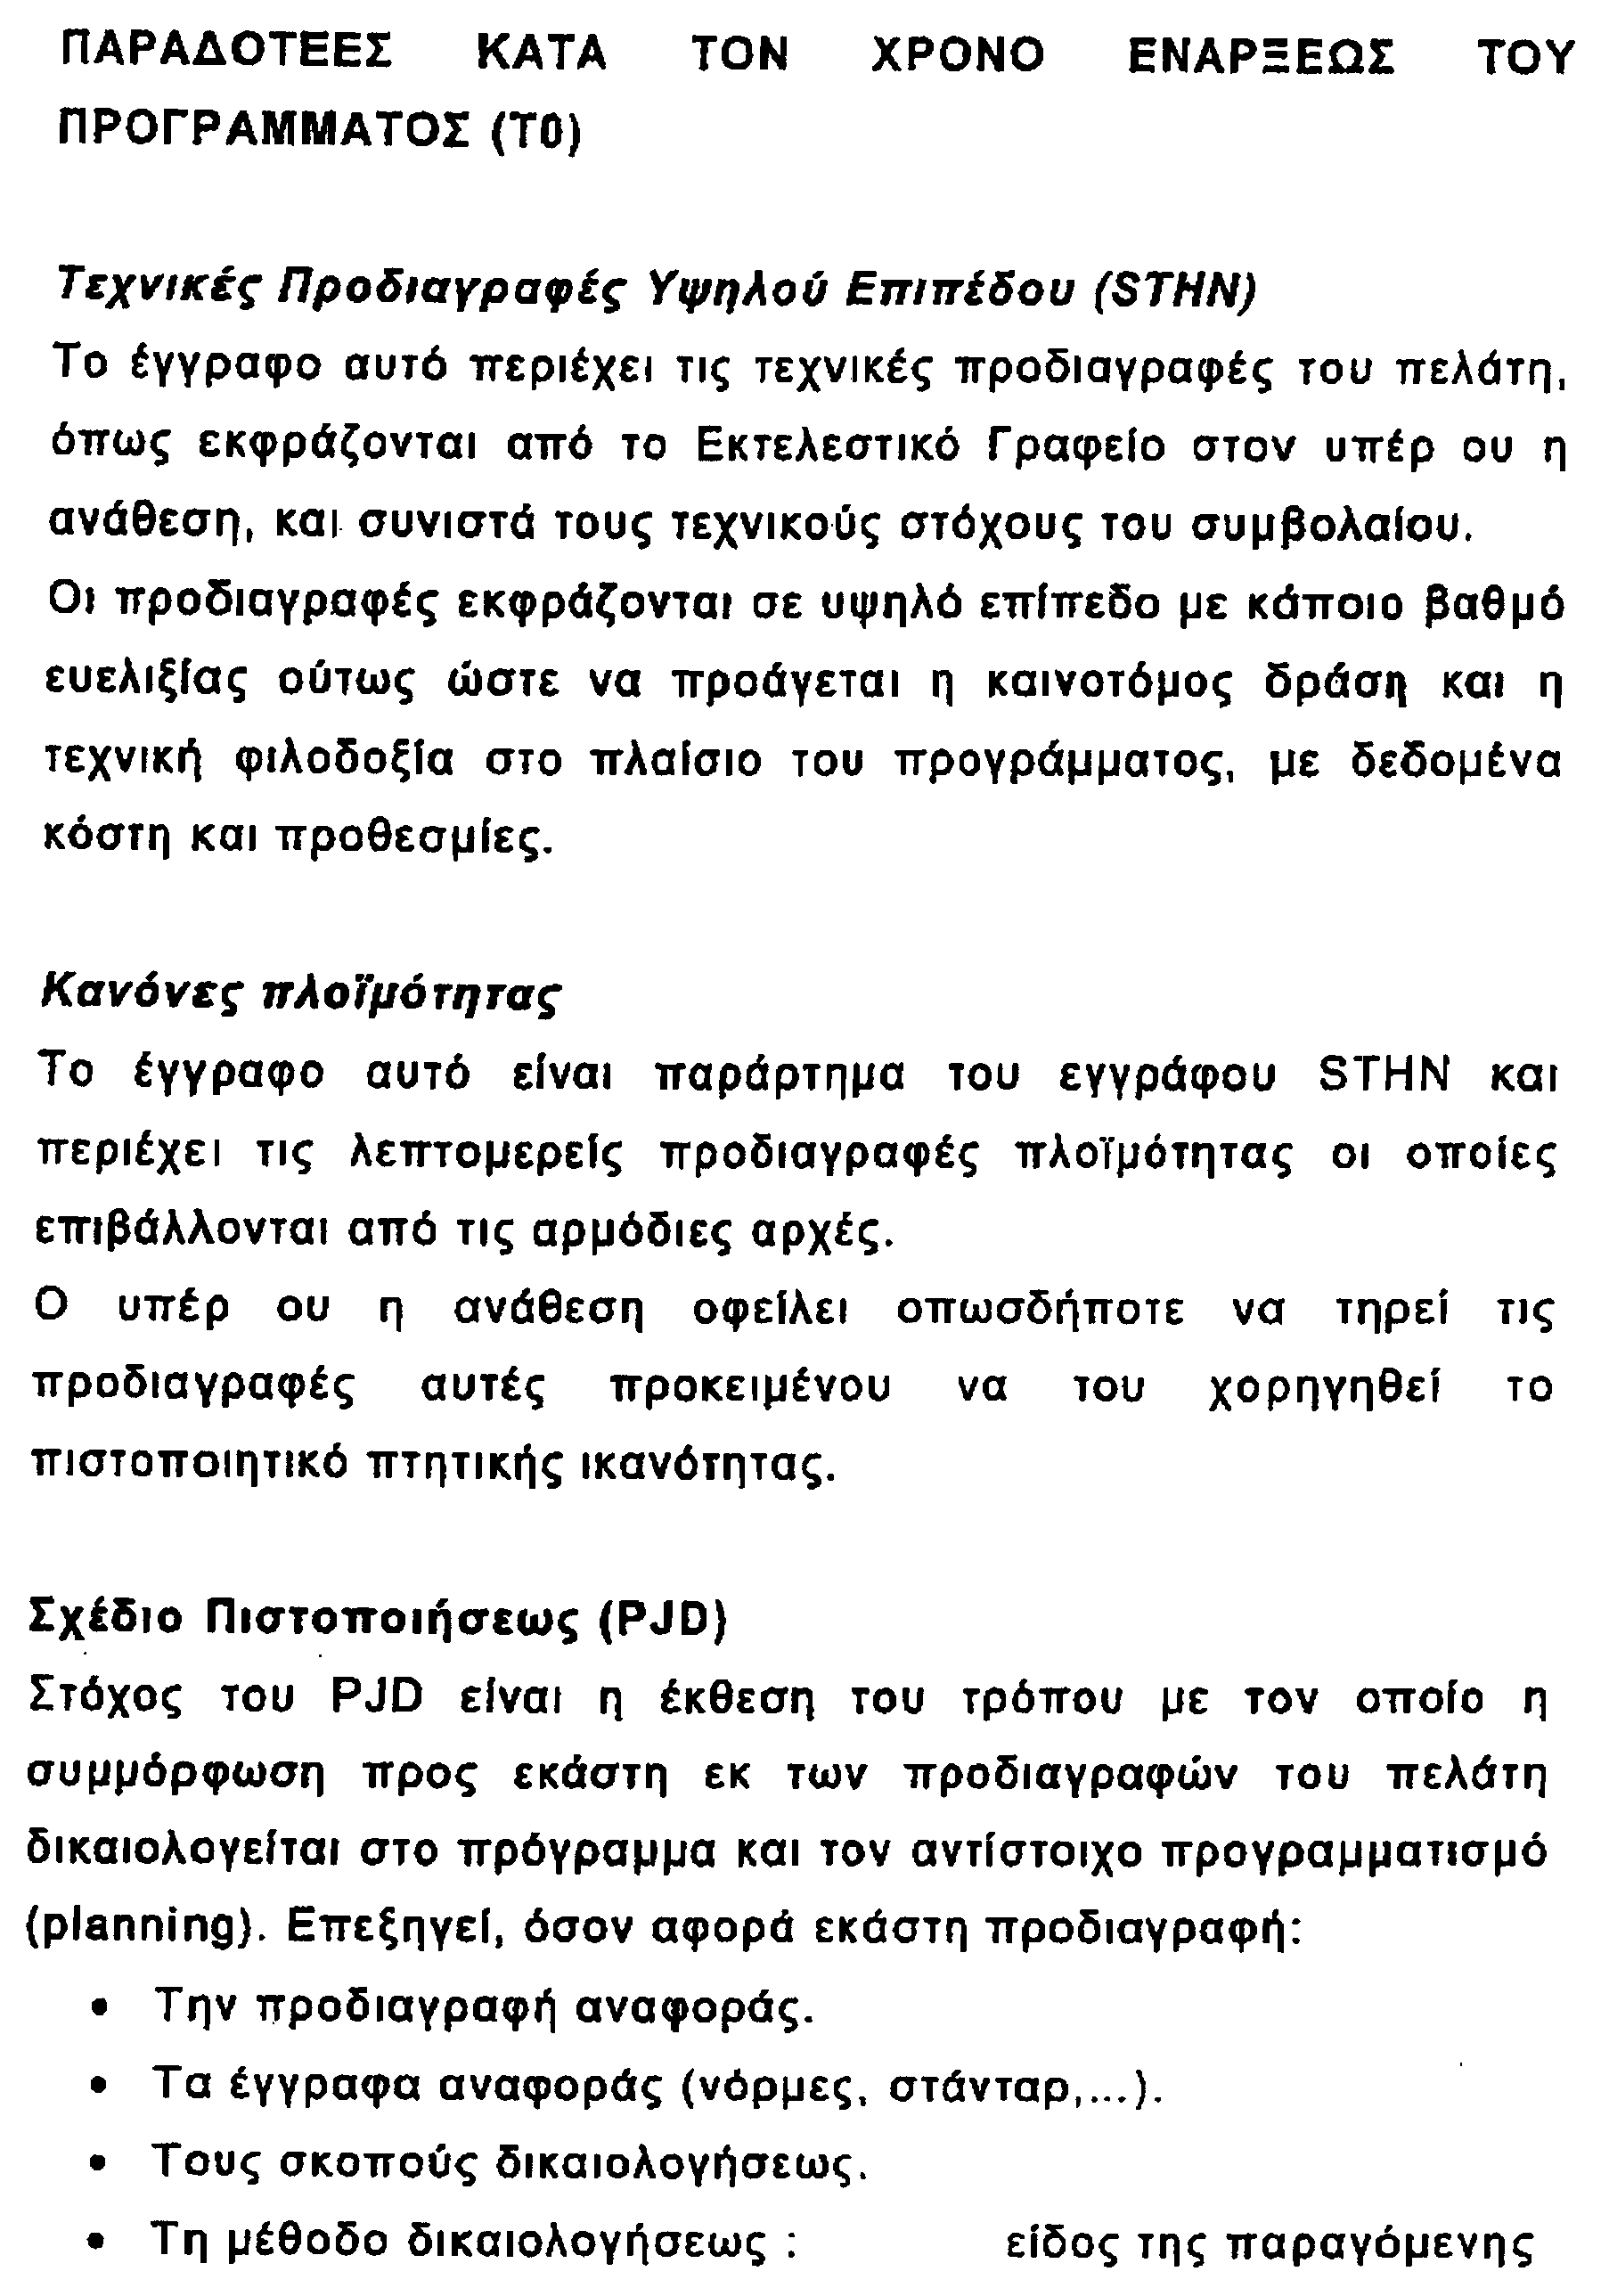 ΠΑΡΑΔΟΤΕΕΣ ΚΑΤΑ ΤΟΝ ΧΡΟΝΟ ΕΝΑΡΞΕΩΣ ΤΟΥ
ΠΡΟΓΡΑΜΜΑΤΟΣ (Τ0)
Τεχνικές Προδιαγραφές Υψηλού Επιπέδου (STHN)
Το έγγραφο αυτό περιέχει τις τεχνικές προδιαγραφές του πελάτη,
όπως εκφράζονται από το Εκτελεστικό Γραφείο στον υπέρ ου η
ανάθεση, και συνιστά τους τεχνικούς στόχους του συμβολαίου.
Οι προδιαγραφές εκφράζονται σε υψηλό επίπεδο με κάποιο βαθμό
ευελιξίας ούτως ώστε να προάγεται η καινοτόμος δράση και η
τεχνική φιλοδοξία στο πλαίσιο του προγράμματος, με δεδομένα
κόστη και προθεσμίες.
Κανόνες πλοϊμότητας
Το έγγραφο αυτό είναι παράρτημα του εγγράφου STHN και
περιέχει τις λεπτομερείς προδιαγραφές πλοϊμότητας οι οποίες
επιβάλλονται από τις αρμόδιες αρχές.
Ο υπέρ ου η ανάθεση οφείλει οπωσδήποτε να τηρεί τις
προδιαγραφές αυτές προκειμένου να του χορηγηθεί το
πιστοποιητικό πτητικής ικανότητας.
Σχέδιο Πιστοποιήσεως (PJD)
Στόχος του PJD είναι η έκθεση του τρόπου με τον οποίο η
συμμόρφωση προς εκάστη εκ των προδιαγραφών του πελάτη
δικαιολογείται στο πρόγραμμα και τον αντίστοιχο προγραμματισμό
(planning). Επεξηγεί, όσον αφορά εκάστη προδιαγραφή:
• Την προδιαγραφή αναφοράς.
• Τα έγγραφα αναφοράς (νόρμες, στάνταρ,...).
• Τους σκοπούς δικαιολογήσεως.
• Τη μέθοδο δικαιολογήσεως : είδος της παραγόμενης